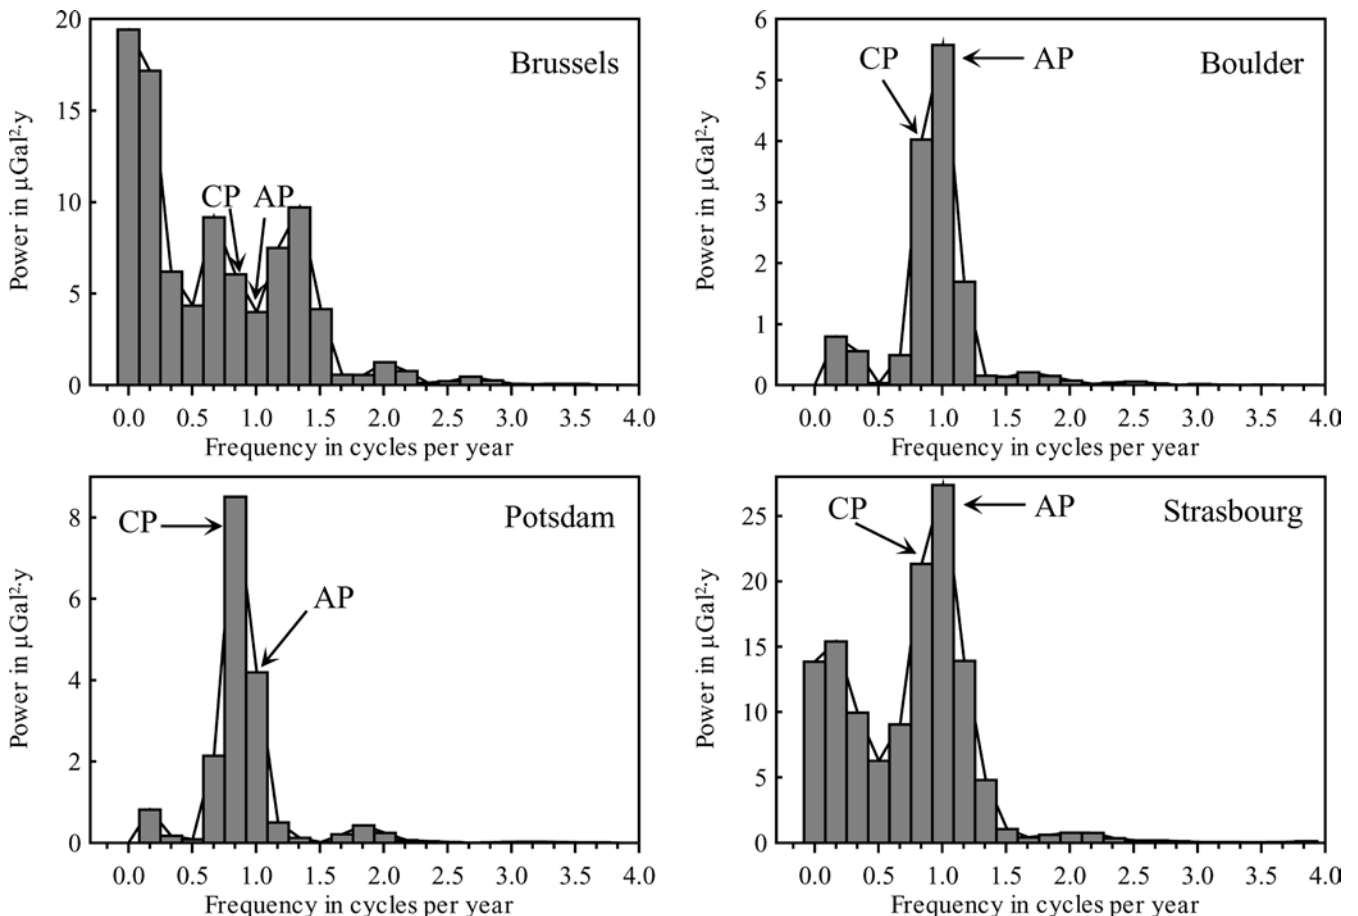 20
15
10
5
0
Power in µGal²·y
Brussels
CP
AP
0.0 0.5 1.0 1.5 2.0 2.5 3.0 3.5 4.0
Frequency in cycles per year
6
5
4
3
2
1
0
Power in µGal²·y
Boulder
CP
AP
0.0 0.5 1.0 1.5 2.0 2.5 3.0 3.5 4.0
Frequency in cycles per year
8
6
4
2
0
Power in µGal²·y
Potsdam
CP
AP
0.0 0.5 1.0 1.5 2.0 2.5 3.0 3.5 4.0
Frequency in cycles per year
25
20
15
10
5
0
Power in µGal²·y
Strasbourg
CP
AP
0.0 0.5 1.0 1.5 2.0 2.5 3.0 3.5 4.0
Frequency in cycles per year